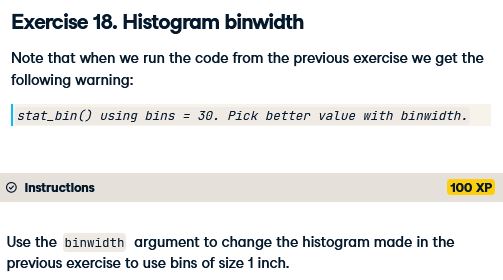 Exercise 18. Histogram binwidth
Note that when we run the code from the previous exercise we get the
following warning:
stat_bin() using bins = 30. Pick better value with binwidth.
Instructions
100 XP
Use the binwidth argument to change the histogram made in the
previous exercise to use bins of size 1 inch.